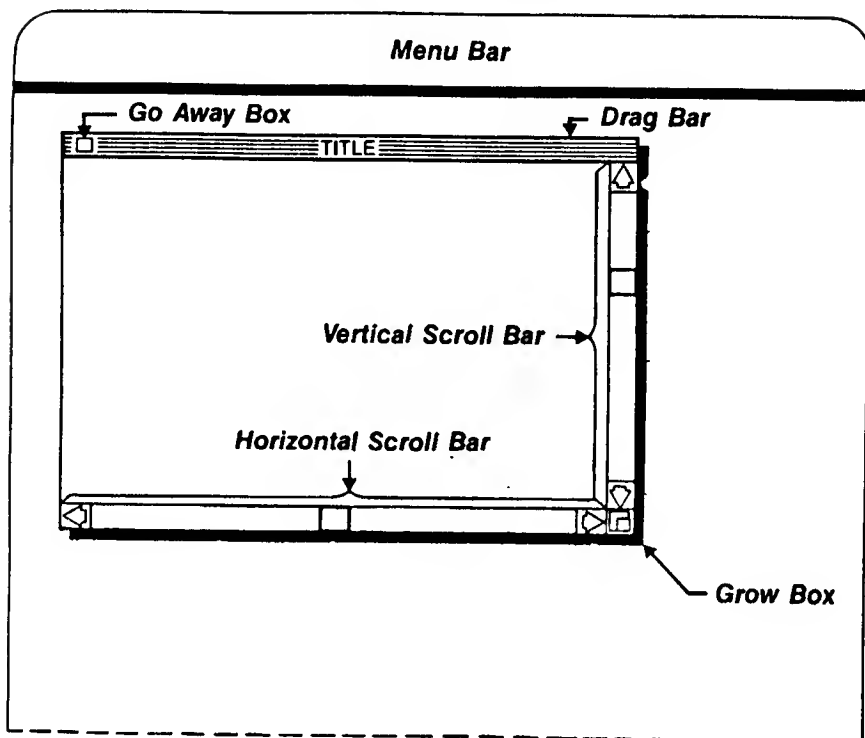 Menu Bar
Go Away Box
Drag Bar
TITLE
Vertical Scroll Bar
Horizontal Scroll Bar
Grow Box